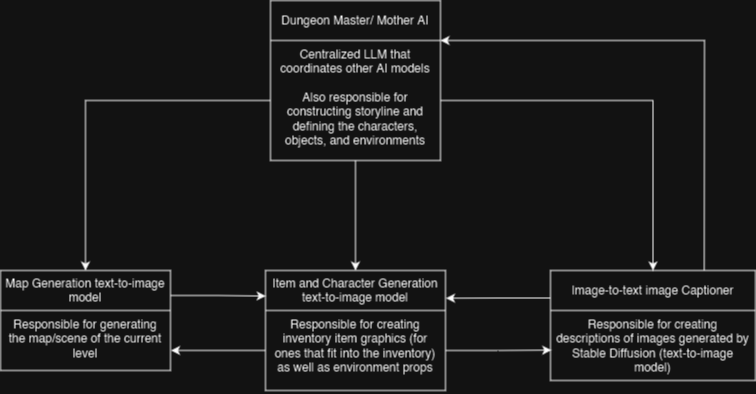 Dungeon Master/ Mother AI
Centralized LLM that
coordinates other AI models
Also responsible for
constructing storyline and
defining the characters,
objects, and environments
Map Generation text-to-image
model
Responsible for generating
the map/scene of the current
level
Item and Character Generation
text-to-image model
Responsible for creating
inventory item graphics (for
ones that fit into the inventory)
as well as environment props
Image-to-text image Captioner
Responsible for creating
descriptions of images generated by
Stable Diffusion (text-to-image
model)